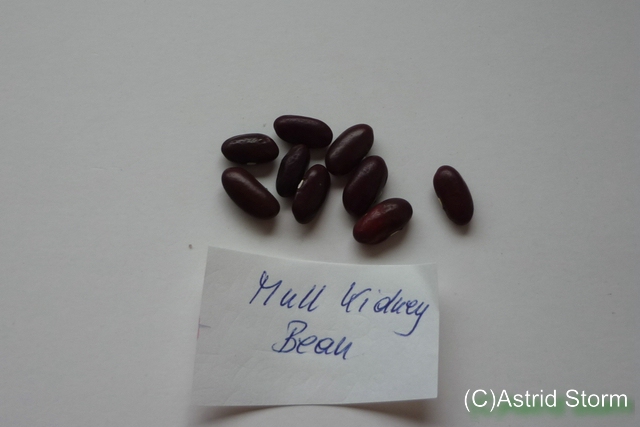 Mull Kidney
Bean
(C)Astrid Storm